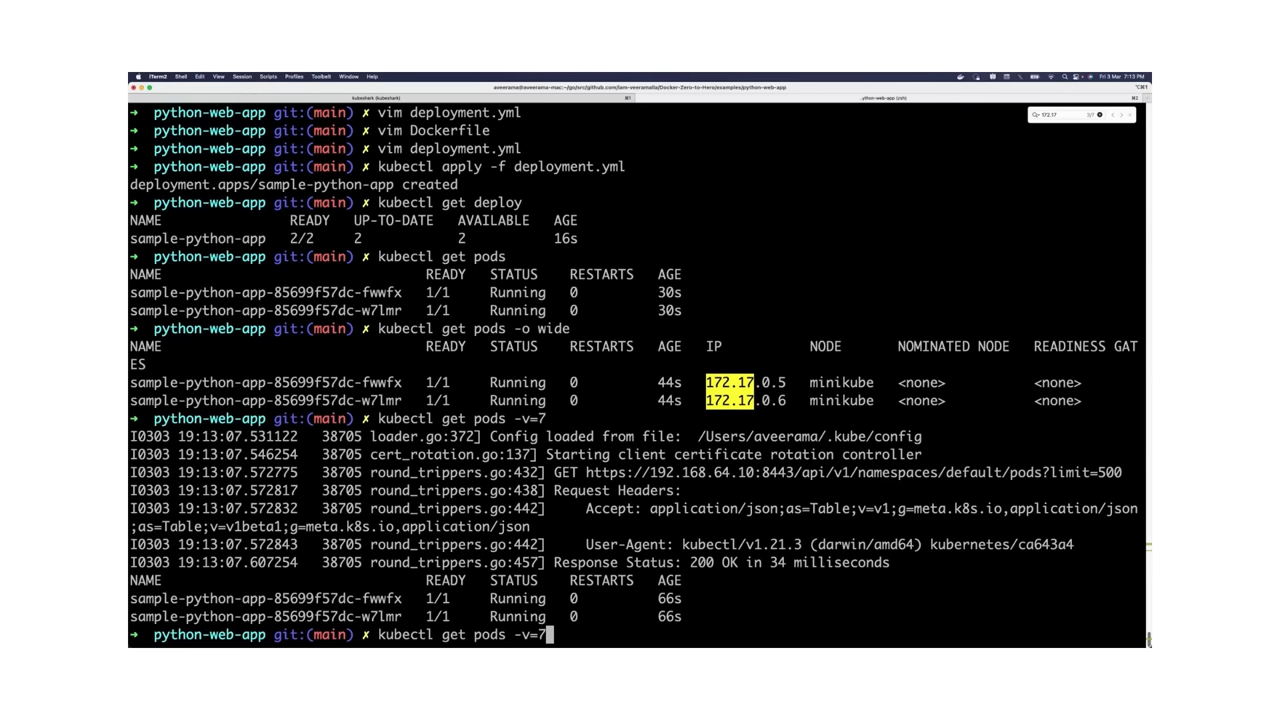 iTerm2 Shell Edit View Session Scripts Profiles Toolbelt Window Help Fri 3 Mar 7:13 PM
aveerama@aveerama-mac:~/go/src/github.com/iam-veeramalla/Docker-Zero-to-Hero/examples/python-web-app ⌥⌘1
kubeshark (kubeshark) ⌘1 ..ython-web-app (zsh) ⌘2
➜ python-web-app git:(main) ✗ vim deployment.yml
172.17 3/7
➜ python-web-app git:(main) ✗ vim Dockerfile
➜ python-web-app git:(main) ✗ vim deployment.yml
➜ python-web-app git:(main) ✗ kubectl apply -f deployment.yml
deployment.apps/sample-python-app created
➜ python-web-app git:(main) ✗ kubectl get deploy
NAME READY UP-TO-DATE AVAILABLE AGE
sample-python-app 2/2 2 2 16s
➜ python-web-app git:(main) ✗ kubectl get pods
NAME READY STATUS RESTARTS AGE
sample-python-app-85699f57dc-fwwfx 1/1 Running 0 30s
sample-python-app-85699f57dc-w7lmr 1/1 Running 0 30s
➜ python-web-app git:(main) ✗ kubectl get pods -o wide
NAME READY STATUS RESTARTS AGE IP NODE NOMINATED NODE READINESS GAT
ES
sample-python-app-85699f57dc-fwwfx 1/1 Running 0 44s 172.17.0.5 minikube <none> <none>
sample-python-app-85699f57dc-w7lmr 1/1 Running 0 44s 172.17.0.6 minikube <none> <none>
➜ python-web-app git:(main) ✗ kubectl get pods -v=7
I0303 19:13:07.531122 38705 loader.go:372] Config loaded from file: /Users/aveerama/.kube/config
I0303 19:13:07.546254 38705 cert_rotation.go:137] Starting client certificate rotation controller
I0303 19:13:07.572775 38705 round_trippers.go:432] GET https://192.168.64.10:8443/api/v1/namespaces/default/pods?limit=500
I0303 19:13:07.572817 38705 round_trippers.go:438] Request Headers:
I0303 19:13:07.572832 38705 round_trippers.go:442] Accept: application/json;as=Table;v=v1;g=meta.k8s.io,application/json
;as=Table;v=v1beta1;g=meta.k8s.io,application/json
I0303 19:13:07.572843 38705 round_trippers.go:442] User-Agent: kubectl/v1.21.3 (darwin/amd64) kubernetes/ca643a4
I0303 19:13:07.607254 38705 round_trippers.go:457] Response Status: 200 OK in 34 milliseconds
NAME READY STATUS RESTARTS AGE
sample-python-app-85699f57dc-fwwfx 1/1 Running 0 66s
sample-python-app-85699f57dc-w7lmr 1/1 Running 0 66s
➜ python-web-app git:(main) ✗ kubectl get pods -v=7